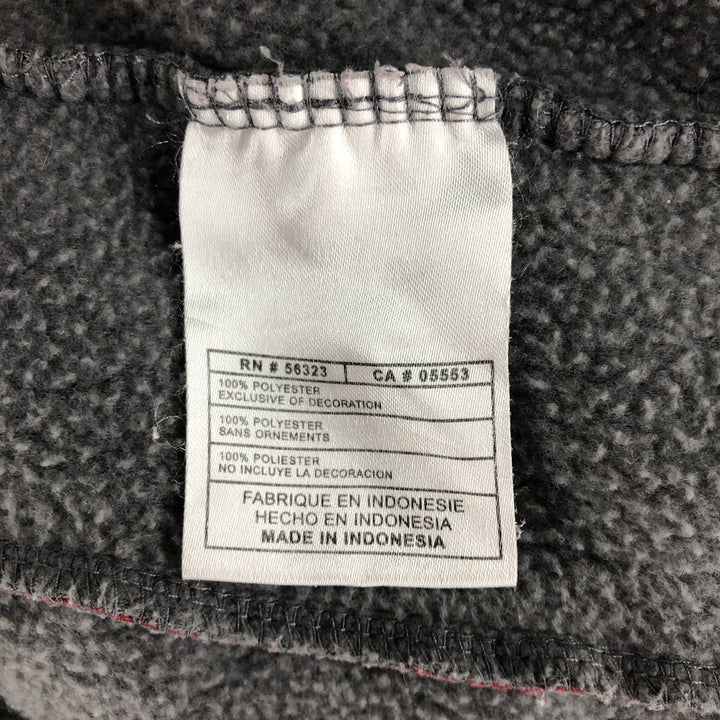 RN # 56323 CA # 05553
100% POLYESTER
EXCLUSIVE OF DECORATION
100% POLYESTER
SANS ORNEMENTS
100% POLIESTER
NO INCLUYE LA DECORACION
FABRIQUE EN INDONESIE
HECHO EN INDONESIA
MADE IN INDONESIA